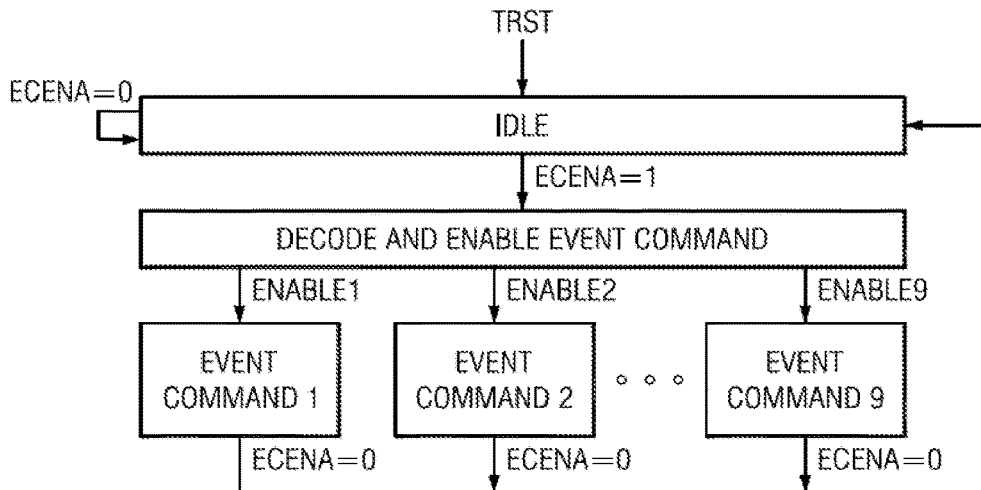 TRST
ECENA=0
IDLE
ECENA=1
DECODE AND ENABLE EVENT COMMAND
ENABLE1 ENABLE2 ENABLE9
EVENT COMMAND 1
EVENT COMMAND 2
EVENT COMMAND 9
ECENA=0 ECENA=0 ECENA=0